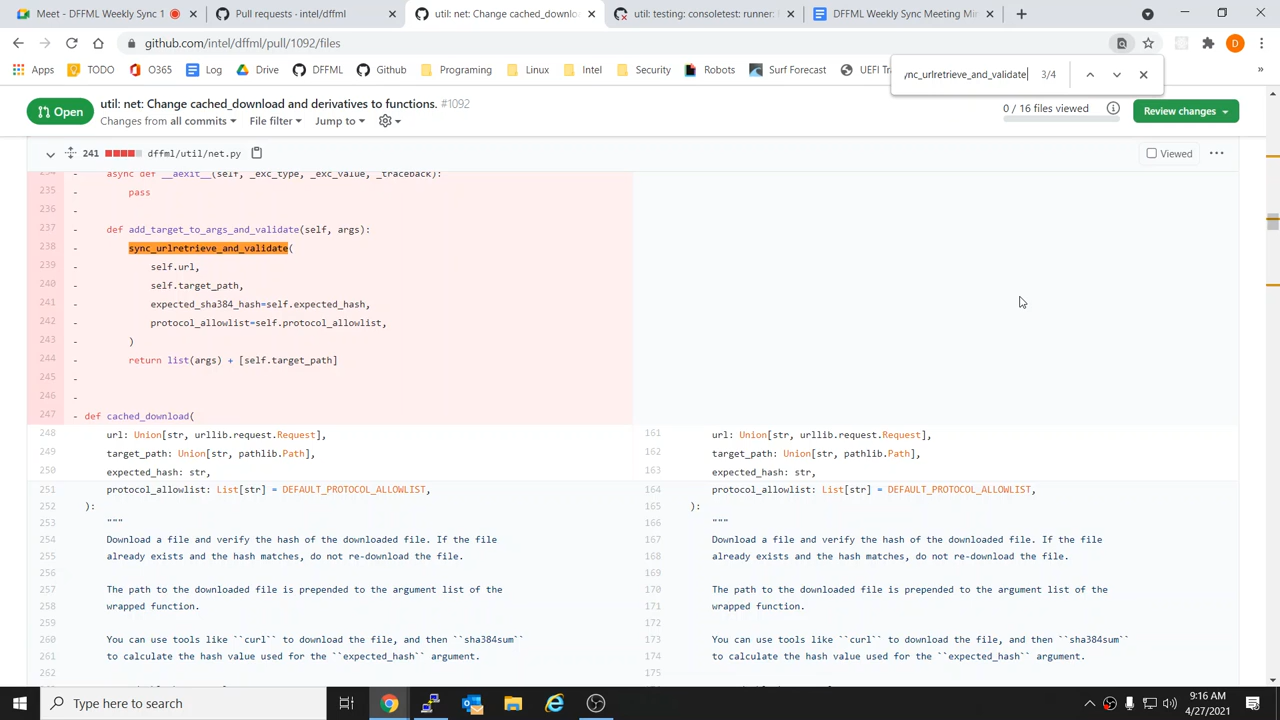 Meet - DFFML Weekly Sync 1
Pull requests - intel/dffml
util: net: Change cached_downlo
util: testing: consoletest: runner: 
DFFML Weekly Sync Meeting Min
github.com/intel/dffml/pull/1092/files
D
Apps
TODO
O365
Log
DFFML
Github
Programming
Linux
Intel
Security
Robots
Surf Forecast
UEFI Tr
»
ync_urlretrieve_and_validate
3/4
Open
util: net: Change cached_download and derivatives to functions. #1092
Changes from all commits
File filter
Jump to
0 / 16 files viewed
Review changes
241
dffml/util/net.py
Viewed
234 - async def __aexit__(self, _exc_type, _exc_value, _traceback):
235 - pass
236 -
237 - def add_target_to_args_and_validate(self, args):
238 - sync_urlretrieve_and_validate(
239 - self.url,
240 - self.target_path,
241 - expected_sha384_hash=self.expected_hash,
242 - protocol_allowlist=self.protocol_allowlist,
243 - )
244 - return list(args) + [self.target_path]
245 -
246 -
247 - def cached_download(
248 url: Union[str, urllib.request.Request],
249 target_path: Union[str, pathlib.Path],
250 expected_hash: str,
251 protocol_allowlist: List[str] = DEFAULT_PROTOCOL_ALLOWLIST,
252 ):
253 """
254 Download a file and verify the hash of the downloaded file. If the file
255 already exists and the hash matches, do not re-download the file.
256
257 The path to the downloaded file is prepended to the argument list of the
258 wrapped function.
259
260 You can use tools like ``curl`` to download the file, and then ``sha384sum``
261 to calculate the hash value used for the ``expected_hash`` argument.
262
161 url: Union[str, urllib.request.Request],
162 target_path: Union[str, pathlib.Path],
163 expected_hash: str,
164 protocol_allowlist: List[str] = DEFAULT_PROTOCOL_ALLOWLIST,
165 ):
166 """
167 Download a file and verify the hash of the downloaded file. If the file
168 already exists and the hash matches, do not re-download the file.
169
170 The path to the downloaded file is prepended to the argument list of the
171 wrapped function.
172
173 You can use tools like ``curl`` to download the file, and then ``sha384sum``
174 to calculate the hash value used for the ``expected_hash`` argument.
175
Type here to search
9:16 AM
4/27/2021